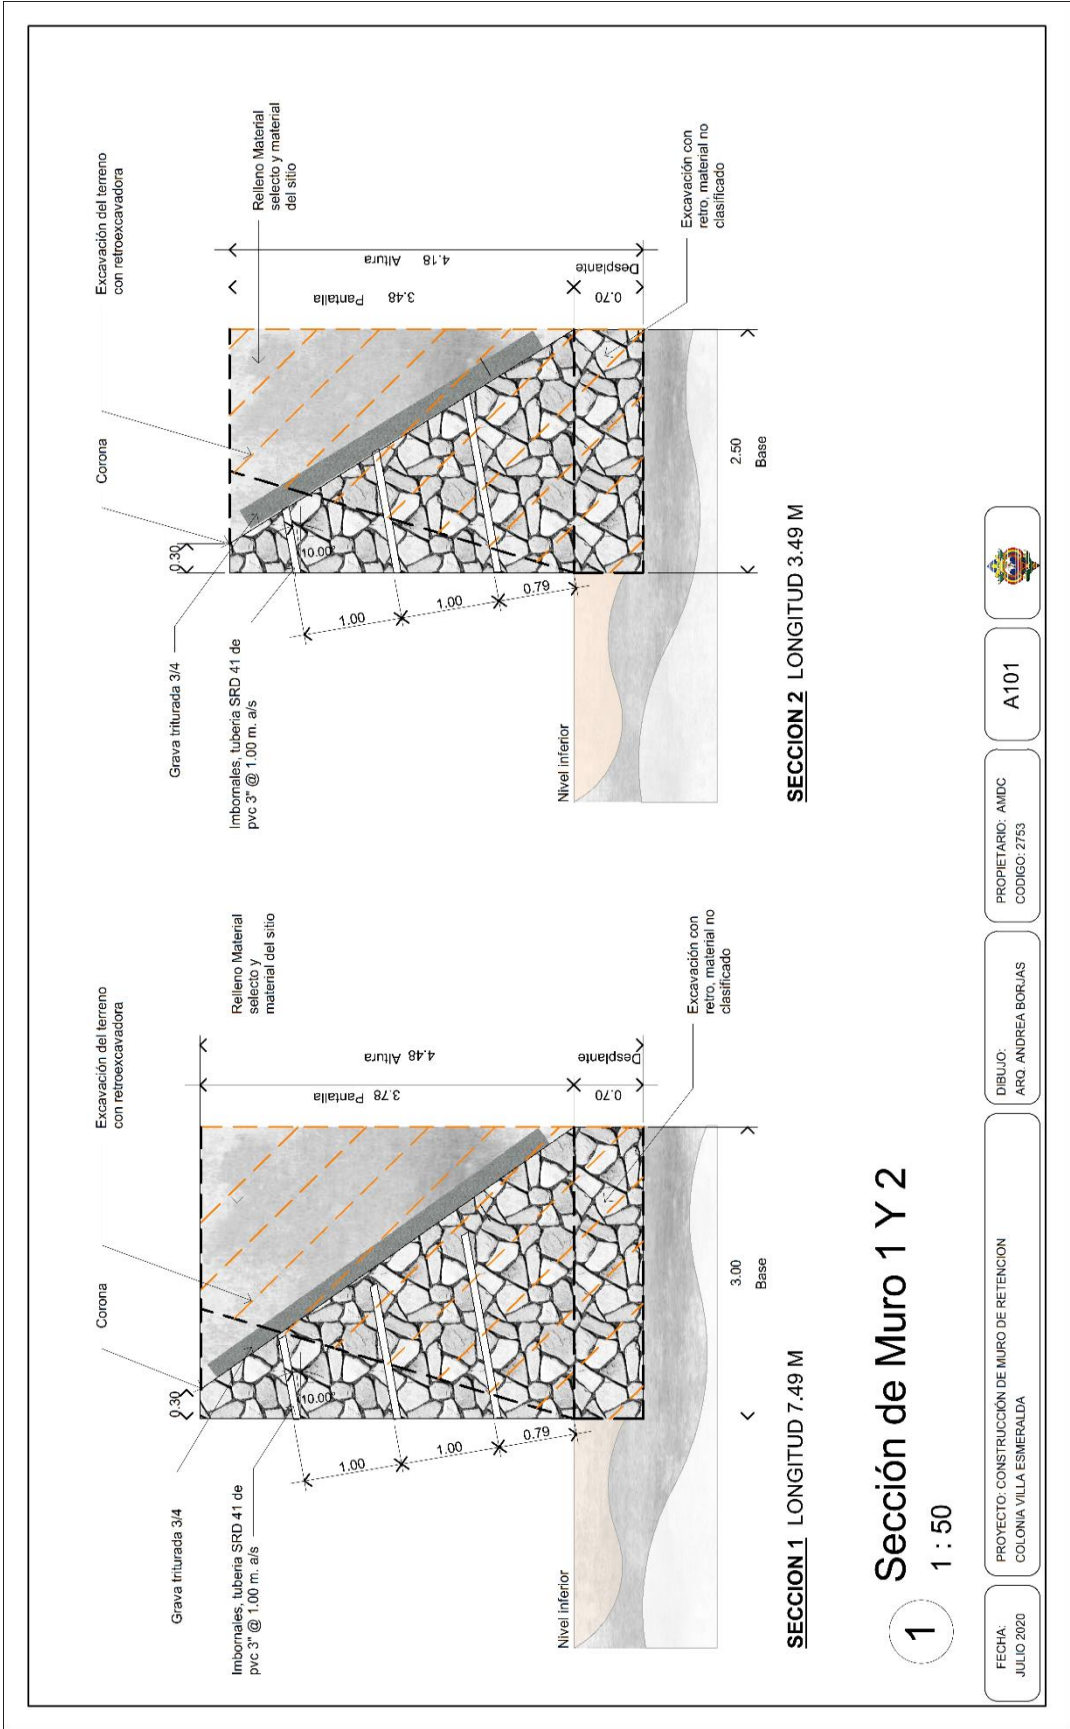 Excavación del terreno
con retroexcavadora
Corona
0.30
Grava triturada 3/4
Imbornales, tuberia SRD 41 de
pvc 3" @ 1.00 m. a/s
10.00°
1.00
1.00
0.79
Nivel inferior
Relleno Material
selecto y
material del sitio
4.48 Altura
3.78 Pantalla
0.70
Desplante
Excavación con
retro, material no
clasificado
3.00
Base
SECCION 1 LONGITUD 7.49 M
Excavación del terreno
con retroexcavadora
Corona
0.30
Grava triturada 3/4
Imbornales, tuberia SRD 41 de
pvc 3" @ 1.00 m. a/s
10.00°
1.00
1.00
0.79
Nivel inferior
Relleno Material
selecto y material
del sitio
4.18 Altura
3.48 Pantalla
0.70
Desplante
Excavación con
retro, material no
clasificado
2.50
Base
SECCION 2 LONGITUD 3.49 M
1
Sección de Muro 1 Y 2
1 : 50
FECHA:
JULIO 2020
PROYECTO: CONSTRUCCIÓN DE MURO DE RETENCION
COLONIA VILLA ESMERALDA
DIBUJO:
ARQ. ANDREA BORJAS
PROPIETARIO: AMDC
CODIGO: 2753
A101